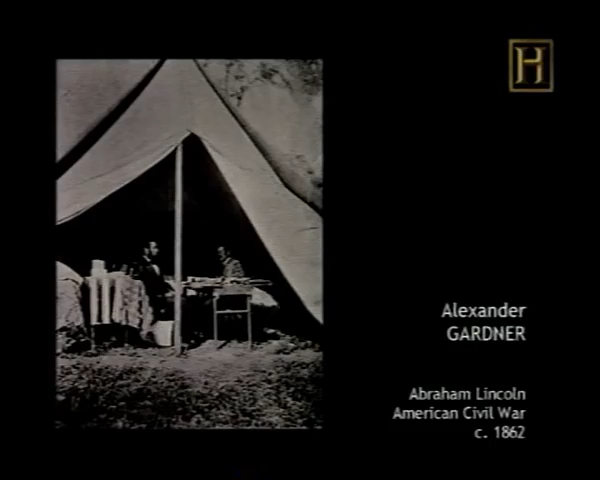 H
Alexander
GARDNER
Abraham Lincoln
American Civil War
c. 1862